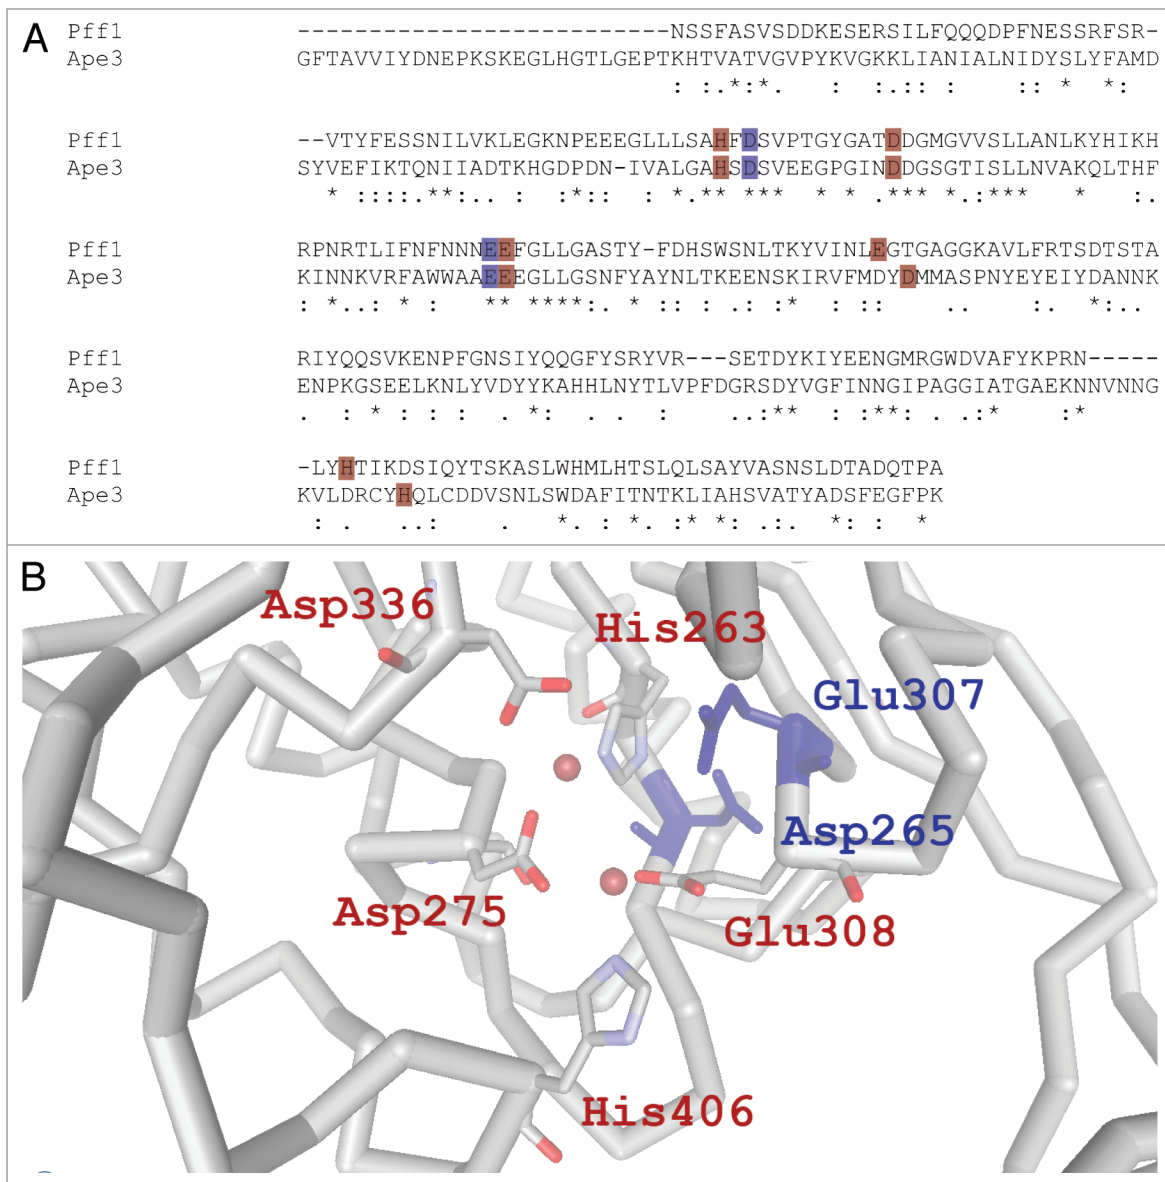 A
Pff1 --------------------------NSSFASVSDDKESERSILFQQQDPFNESSRFSR-
Ape3 GFTAVVIYDNEPKSKEGLHGTLGEPTKHTVATVGVPYKVGKKLIANIALNIDYSLYFAMD
: :.*:*: . : :.:: : :: * *:
Pff1 --VTYFESSNILVKLEGKNPEEEGLLLSAHFDSVPTGYGATDDGMGVVSLLANLKYHIKH
Ape3 SYVEFIKTQNIIADTKHGDPDN-IVALGAHSDSVEEGPGINDDGSGTISLLNVAKQLTHF
* ::::.**:.. : :*:: : *.** *** * * .*** *.:*** * :.
Pff1 RPNRTLIFNFNNNEEFGLLGASTY-FDHSWSNLTKYVINLEGTGAGGKAVLFRTSDTSTA
Ape3 KINNKVRFAWWAAEEEGLLGSNFYAYNLTKEENSKIRVFMDYDMMASPNYEYEIYDANNK
: *..: * : ** ****:. * :: : .: :* : :: .. :. *:..
Pff1 RIYQQSVKENPFGNSIYQQGFYSRYVR---SETDYKIYEENGMRGWDVAFYKPRN-----
Ape3 ENPKGSEELKNLYVDYYKAHHLNYTLVPFDGRSDYVGFINNGIPAGGIATGAEKNNVNNG
. : * : : . *: . . : ..:** : :**: . .:* :*
Pff1 -LYHTIKDSIQYTSKASLWHMLHTSLQLSAYVASNSLDTADQTPA
Ape3 KVLDRCYHQLCDDVSNLSWDAFITNTKLIAHSVATYADSFEGFPK
: . ..: . *. : *. :* *: .:. *: : *
B
Asp336
His263
Glu307
Asp265
Asp275
Glu308
His406